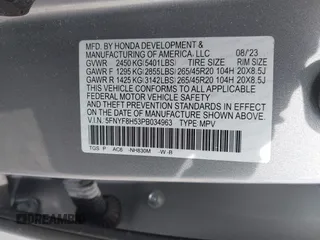 MFD. BY HONDA DEVELOPMENT &
MANUFACTURING OF AMERICA, LLC 08/'23
GVWR 2450 KG(5401LBS)
GAWR F 1295 KG(2855LBS) 265/45R20 104H 20X8.5J
GAWR R 1425 KG(3142LBS) 265/45R20 104H 20X8.5J
THIS VEHICLE CONFORMS TO ALL APPLICABLE
FEDERAL MOTOR VEHICLE SAFETY AND
THEFT PREVENTION STANDARDS IN EFFECT ON
THE DATE OF MANUFACTURE SHOWN ABOVE.
V.I.N. 5FNYF8H53PB034963 TYPE MPV
TGS P AC6 NH830M -W-B